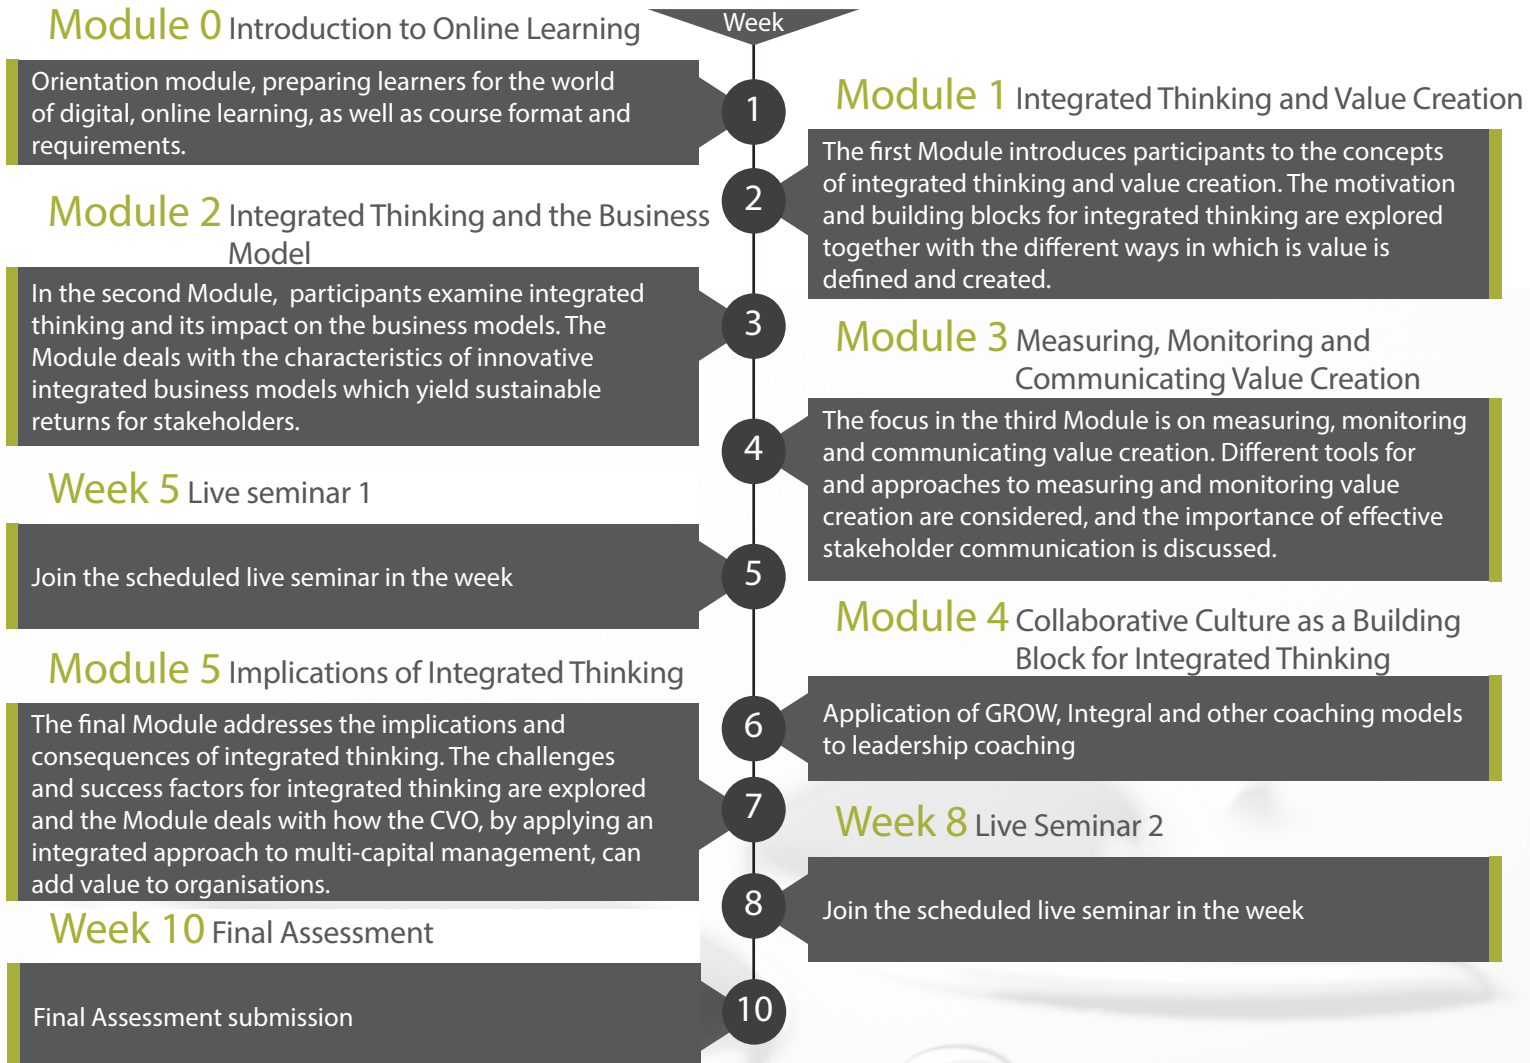 Week
Module 0 Introduction to Online Learning
1
Orientation module, preparing learners for the world
of digital, online learning, as well as course format and
requirements.
Module 1 Integrated Thinking and Value Creation
2
The first Module introduces participants to the concepts
of integrated thinking and value creation. The motivation
and building blocks for integrated thinking are explored
together with the different ways in which is value is
defined and created.
Module 2 Integrated Thinking and the Business
Model
3
In the second Module, participants examine integrated
thinking and its impact on the business models. The
Module deals with the characteristics of innovative
integrated business models which yield sustainable
returns for stakeholders.
Module 3 Measuring, Monitoring and
Communicating Value Creation
4
The focus in the third Module is on measuring, monitoring
and communicating value creation. Different tools for
and approaches to measuring and monitoring value
creation are considered, and the importance of effective
stakeholder communication is discussed.
Week 5 Live seminar 1
5
Join the scheduled live seminar in the week
Module 4 Collaborative Culture as a Building
Block for Integrated Thinking
6
Application of GROW, Integral and other coaching models
to leadership coaching
Module 5 Implications of Integrated Thinking
7
The final Module addresses the implications and
consequences of integrated thinking. The challenges
and success factors for integrated thinking are explored
and the Module deals with how the CVO, by applying an
integrated approach to multi-capital management, can
add value to organisations.
Week 8 Live Seminar 2
8
Join the scheduled live seminar in the week
Week 10 Final Assessment
10
Final Assessment submission